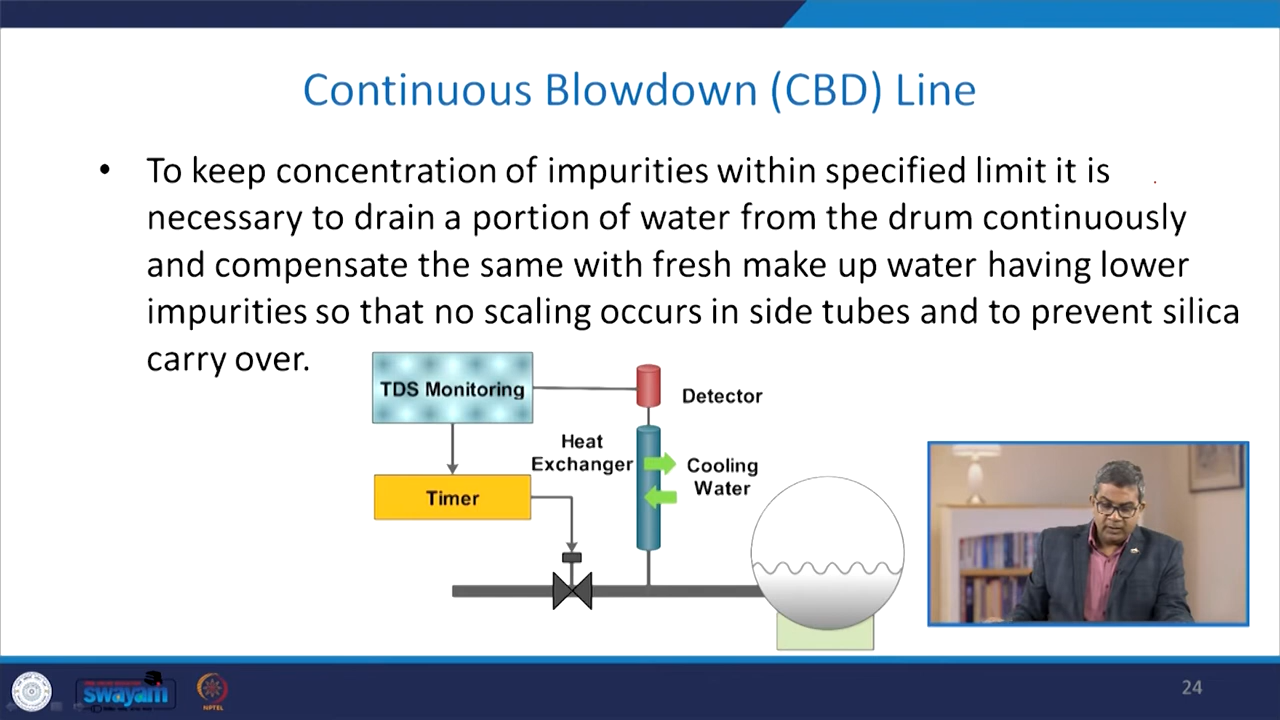 Continuous Blowdown (CBD) Line
• To keep concentration of impurities within specified limit it is
necessary to drain a portion of water from the drum continuously
and compensate the same with fresh make up water having lower
impurities so that no scaling occurs in side tubes and to prevent silica
carry over.
TDS Monitoring
Detector
Heat
Exchanger
Cooling
Water
Timer
swayam
NPTEL
24